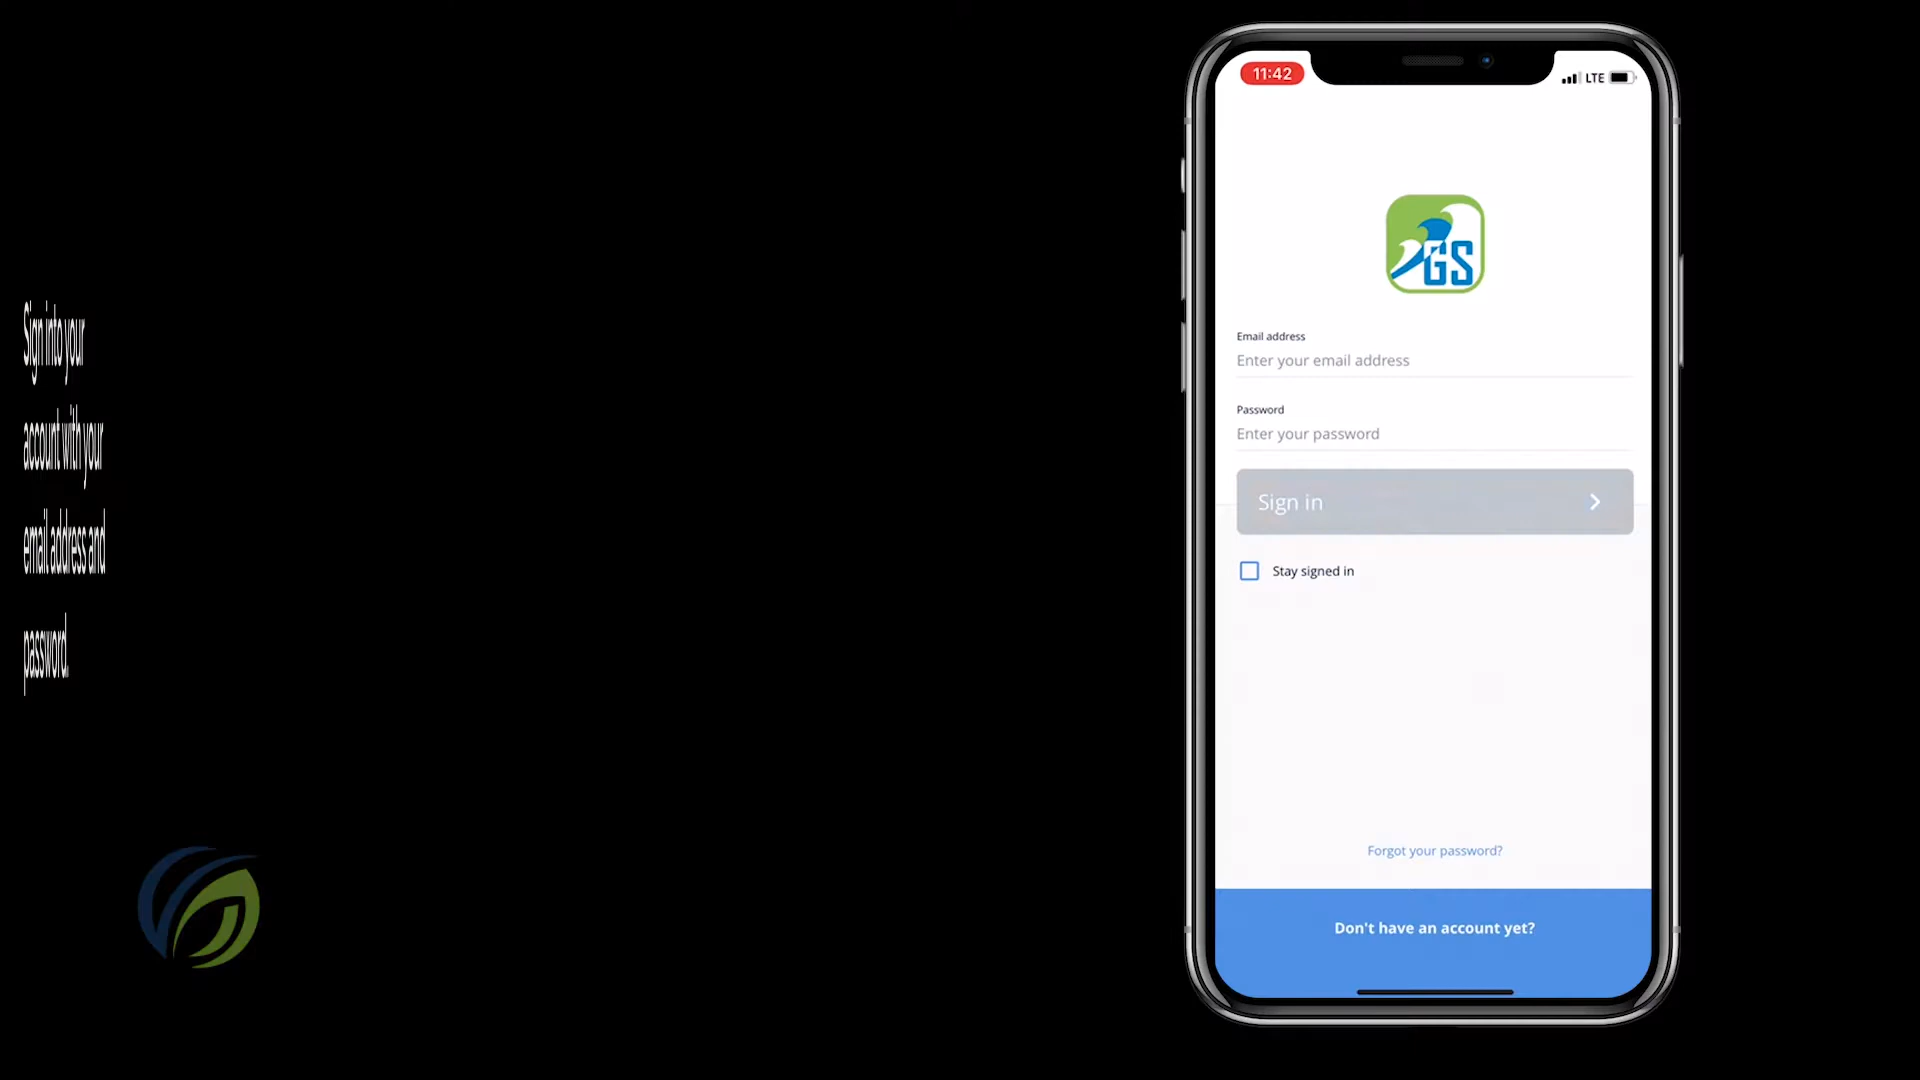 Sign into your
account with your
email address and
password.
11:42
LTE
GS
Email address
Enter your email address
Password
Enter your password
Sign in
Stay signed in
Forgot your password?
Don't have an account yet?